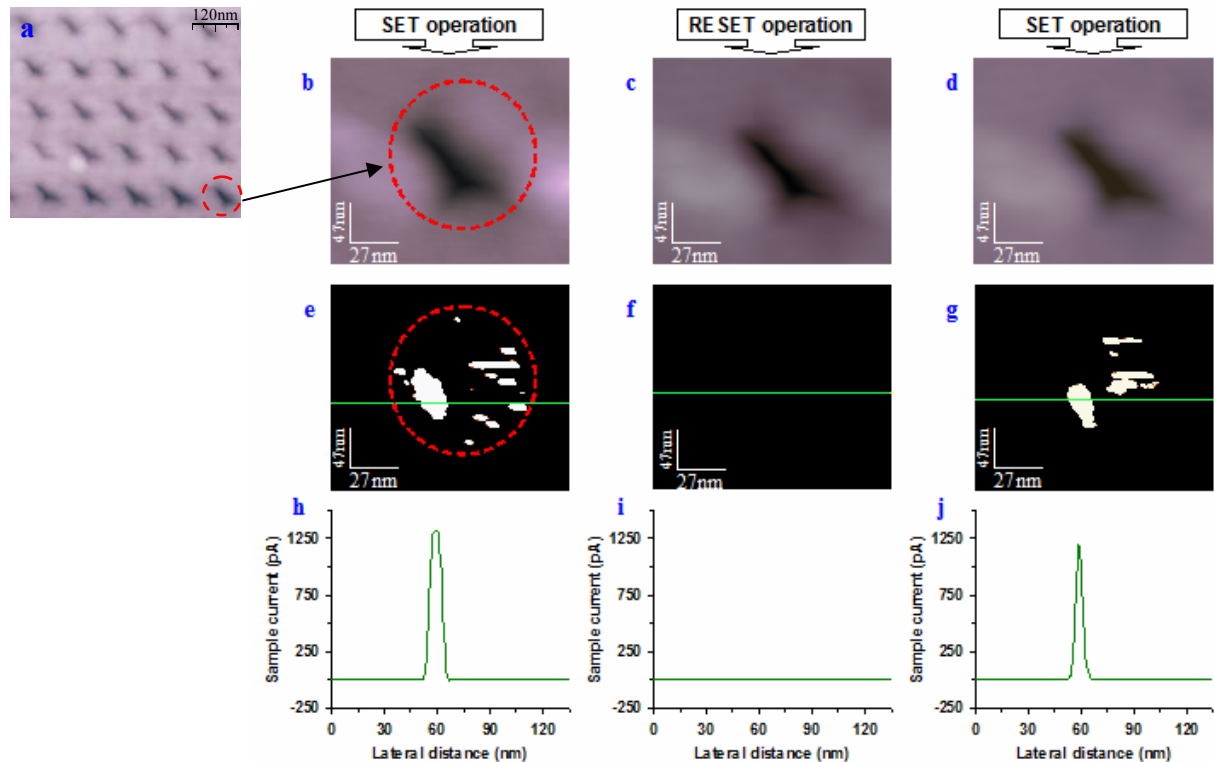 a
120nm
SET operation
RESET operation
SET operation
b
47nm
27nm
c
47nm
27nm
d
47nm
27nm
e
47nm
27nm
f
47nm
27nm
g
47nm
27nm
h
Sample current (pA)
1250
750
250
-250
0 30 60 90 120
Lateral distance (nm)
i
Sample current (pA)
1250
750
250
-250
0 30 60 90 120
Lateral distance (nm)
j
Sample current (pA)
1250
750
250
-250
0 30 60 90 120
Lateral distance (nm)